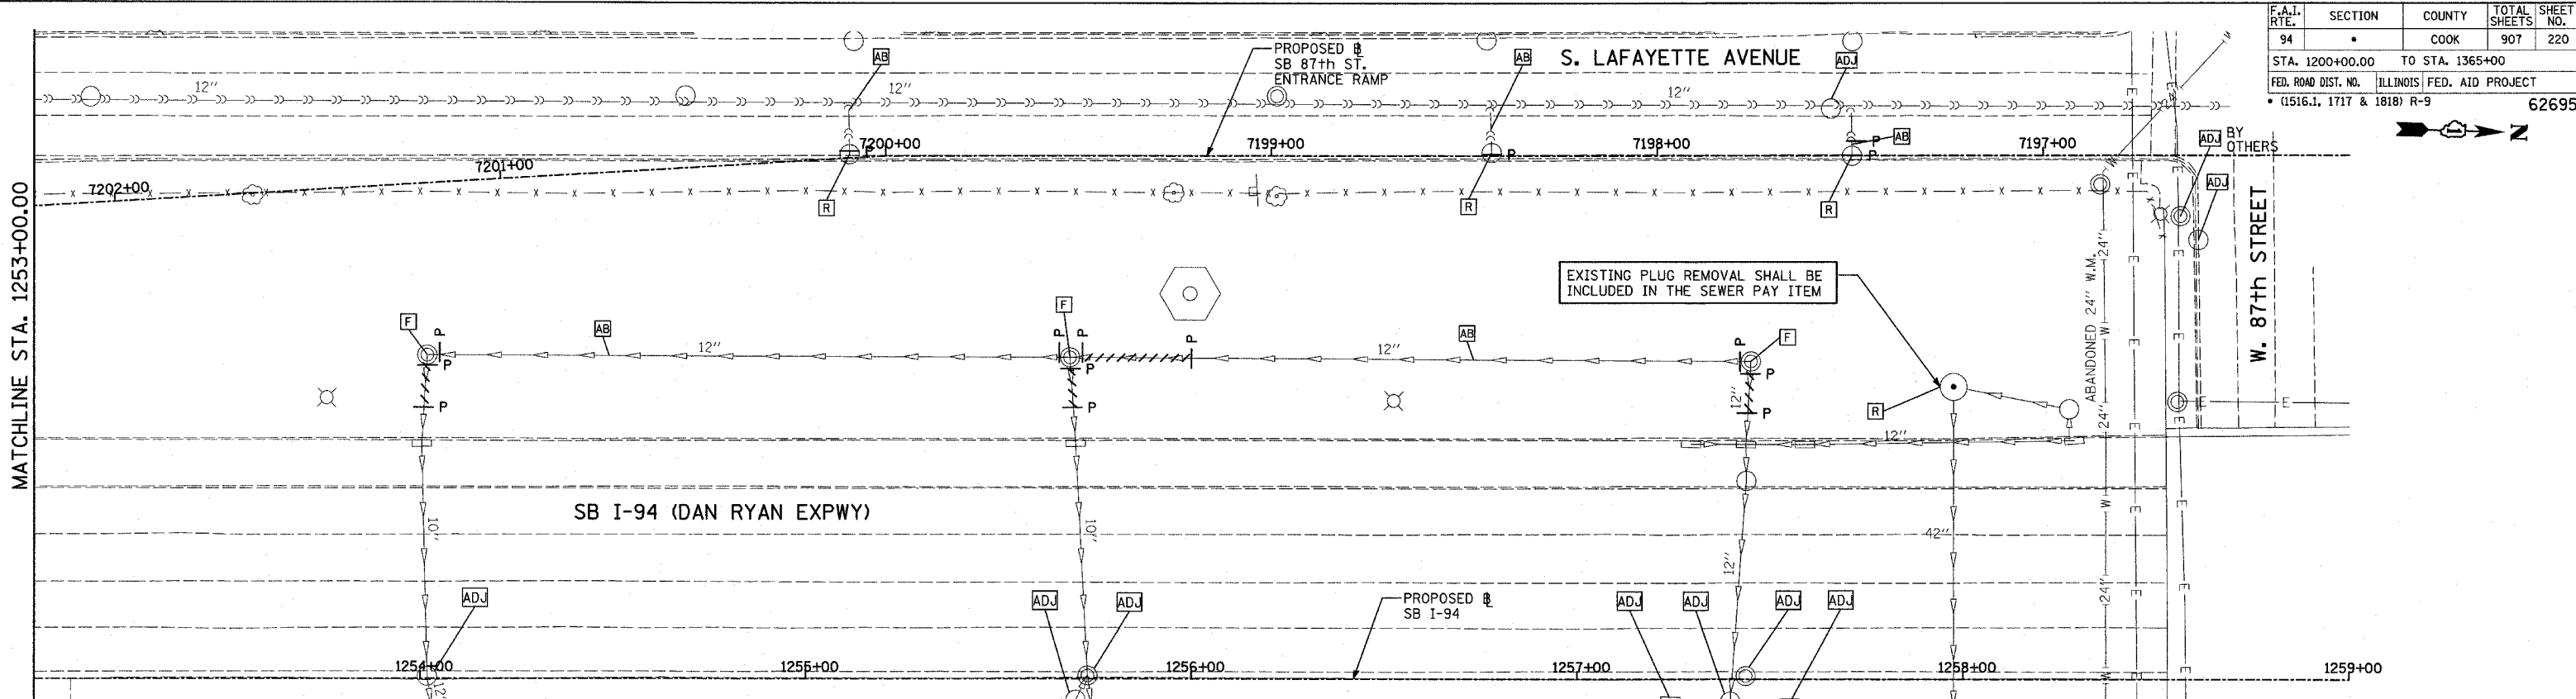 F.A.I. RTE. SECTION COUNTY TOTAL SHEETS SHEET NO.
94 • COOK 907 220
STA. 1200+00.00 TO STA. 1365+00
FED. ROAD DIST. NO. ILLINOIS FED. AID PROJECT
• (1516.1, 1717 & 1818) R-9 62695
N
PROPOSED B
SB 87th ST.
ENTRANCE RAMP
S. LAFAYETTE AVENUE
AB AB ADJ
12" 12" 12"
AB
ADJ BY
OTHERS
7202+00 7201+00 7200+00 7199+00 7198+00 7197+00
P P P P
R R R
ADJ
MATCHLINE STA. 1253+00.00
W. 87th STREET
ABANDONED 24" W.M.
EXISTING PLUG REMOVAL SHALL BE
INCLUDED IN THE SEWER PAY ITEM
F AB F AB F
P P P P P
12" 12"
P P P
P P P
12" R
12"
24" 24" 24"
SB I-94 (DAN RYAN EXPWY)
10" 10" 12" 42"
ADJ ADJ ADJ ADJ ADJ ADJ ADJ
PROPOSED B
SB I-94
1254+00 1255+00 1256+00 1257+00 1258+00 1259+00
12"